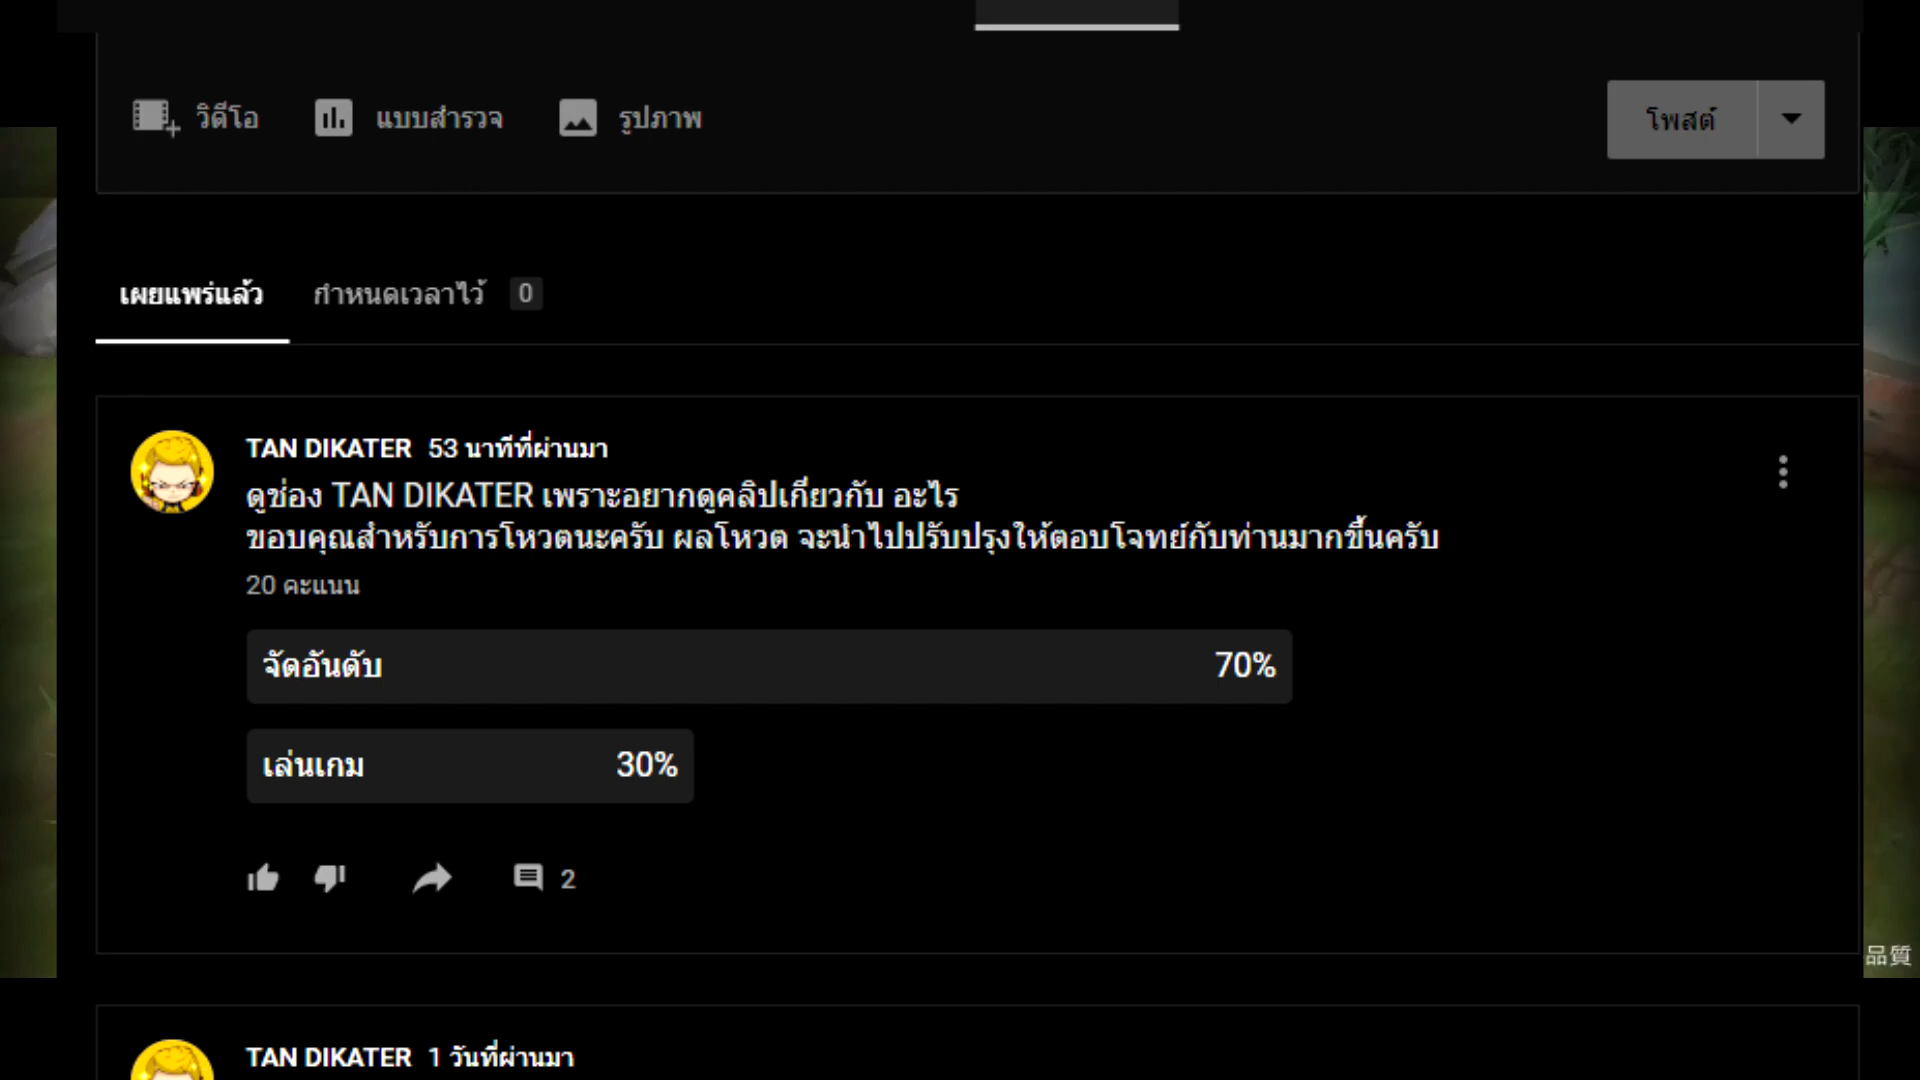 วิดีโอ แบบสำรวจ รูปภาพ โพสต์
เผยแพร่แล้ว กำหนดเวลาไว้ 0
TAN DIKATER 53 นาทีที่ผ่านมา
ดูช่อง TAN DIKATER เพราะอยากดูคลิปเกี่ยวกับ อะไร
ขอบคุณสำหรับการโหวตนะครับ ผลโหวต จะนำไปปรับปรุงให้ตอบโจทย์กับท่านมากขึ้นครับ
20 คะแนน
จัดอันดับ 70%
เล่นเกม 30%
2
品質
TAN DIKATER 1 วันที่ผ่านมา